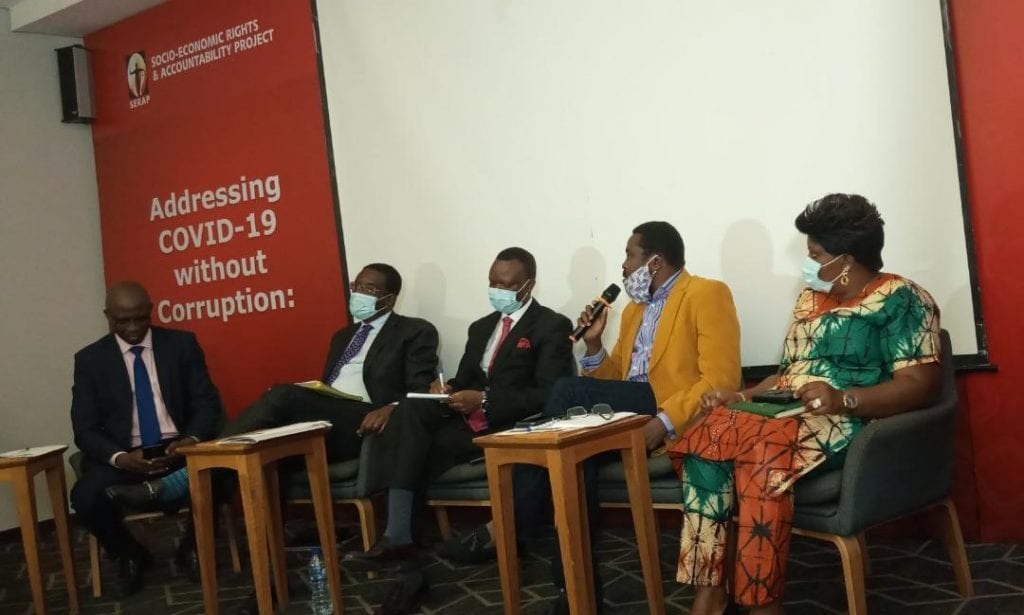 SOCIO-ECONOMIC RIGHTS
& ACCOUNTABILITY PROJECT
SERAP
Addressing
COVID-19
without
Corruption: